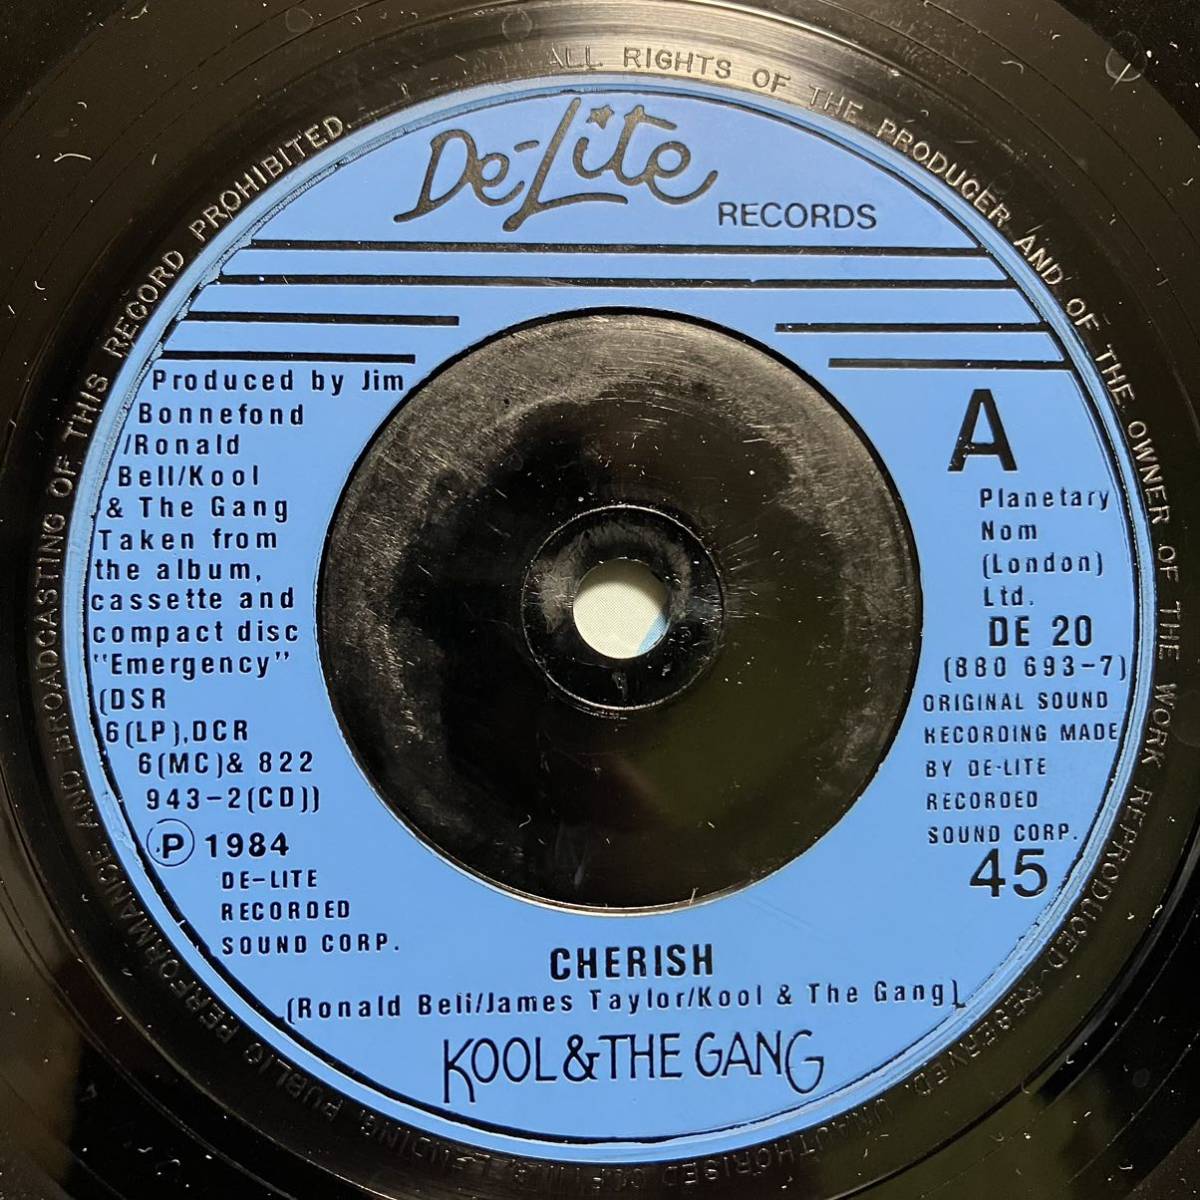 ALL RIGHTS OF THE PRODUCER AND OF THE OWNER OF THE WORK REPRODUCED RESERVED. UNAUTHORISED LENDING, PUBLIC PERFORMANCE AND BROADCASTING OF THIS RECORD PROHIBITED.
De-Lite
RECORDS
Produced by Jim
Bonnefond
/Ronald
Bell/Kool
& The Gang
Taken from
the album,
cassette and
compact disc
"Emergency"
(DSR
6(LP),DCR
6(MC)& 822
943-2(CD))
Ⓟ 1984
DE-LITE
RECORDED
SOUND CORP.
A
Planetary
Nom
(London)
Ltd.
DE 20
(880 693-7)
ORIGINAL SOUND
RECORDING MADE
BY DE-LITE
RECORDED
SOUND CORP.
45
CHERISH
(Ronald Bell/James Taylor/Kool & The Gang)
KOOL & THE GANG